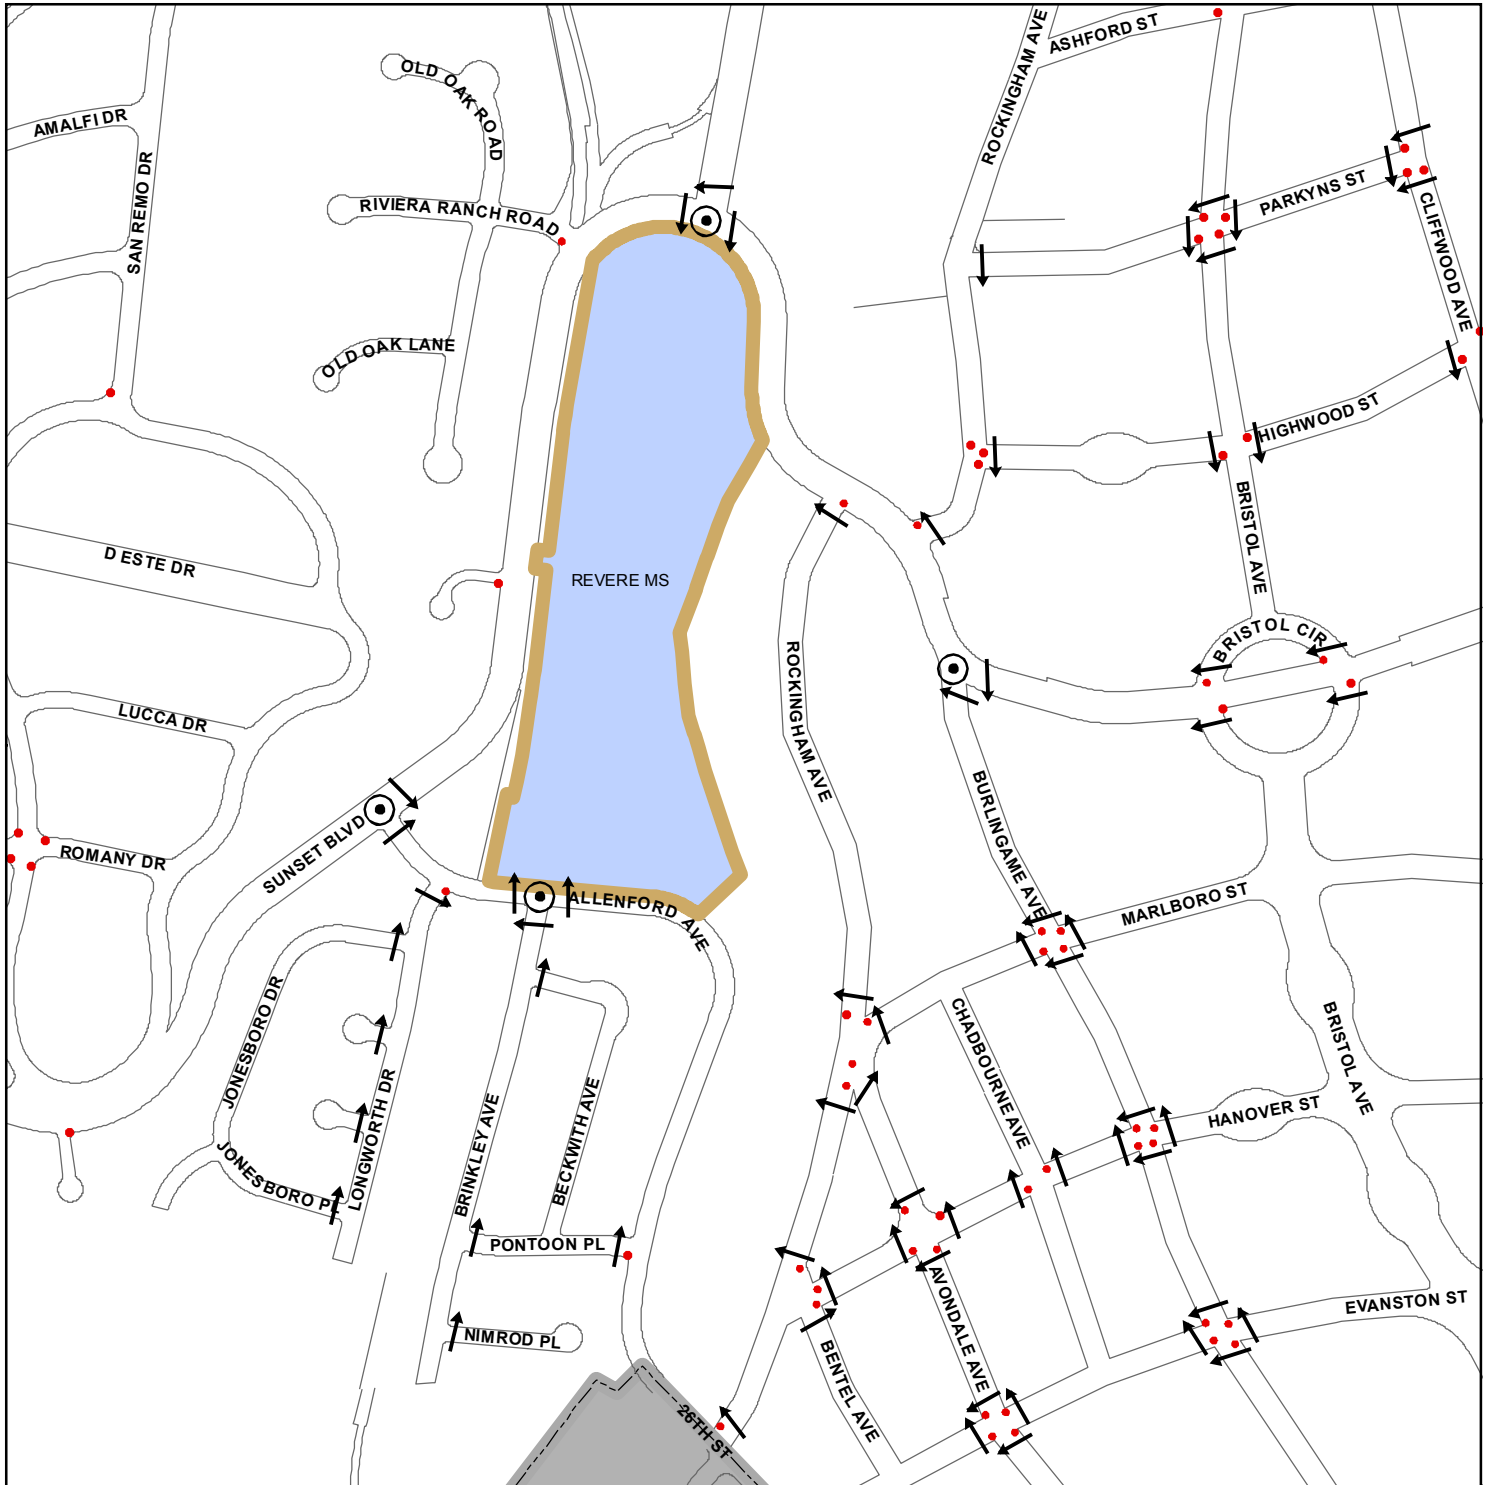 ROCKINGHAM AVE
ASHFORD ST
OLD OAK ROAD
AMALFI DR
SAN REMO DR
RIVIERA RANCH ROAD
PARKYNS ST
CLIFFWOOD AVE
OLD OAK LANE
HIGHWOOD ST
BRISTOL AVE
D ESTE DR
REVERE MS
BRISTOL CIR
ROCKINGHAM AVE
LUCCA DR
BURLINGAME AVE
SUNSET BLVD
ROMANY DR
ALLENFORD AVE
MARLBORO ST
JONESBORO DR
CHADBOURNE AVE
BRISTOL AVE
LONGWORTH DR
BRINKLEY AVE
BECKWITH AVE
HANOVER ST
JONESBORO PL
PONTOON PL
AVONDALE AVE
EVANSTON ST
NIMROD PL
BENTEL AVE
26TH ST